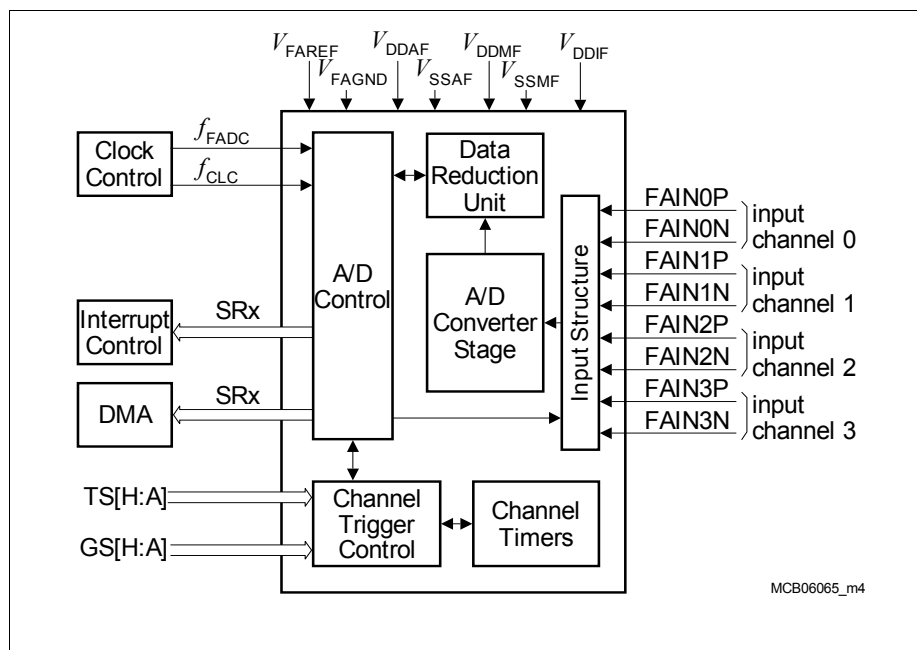 VFAREF
VDDAF
VDDMF
VDDIF
VFAGND
VSSAF
VSSMF
Clock
Control
fFADC
fCLC
A/D
Control
Data
Reduction
Unit
A/D
Converter
Stage
Input Structure
FAIN0P
FAIN0N
input
channel 0
FAIN1P
FAIN1N
input
channel 1
FAIN2P
FAIN2N
input
channel 2
FAIN3P
FAIN3N
input
channel 3
Interrupt
Control
SRx
DMA
SRx
TS[H:A]
GS[H:A]
Channel
Trigger
Control
Channel
Timers
MCB06065_m4